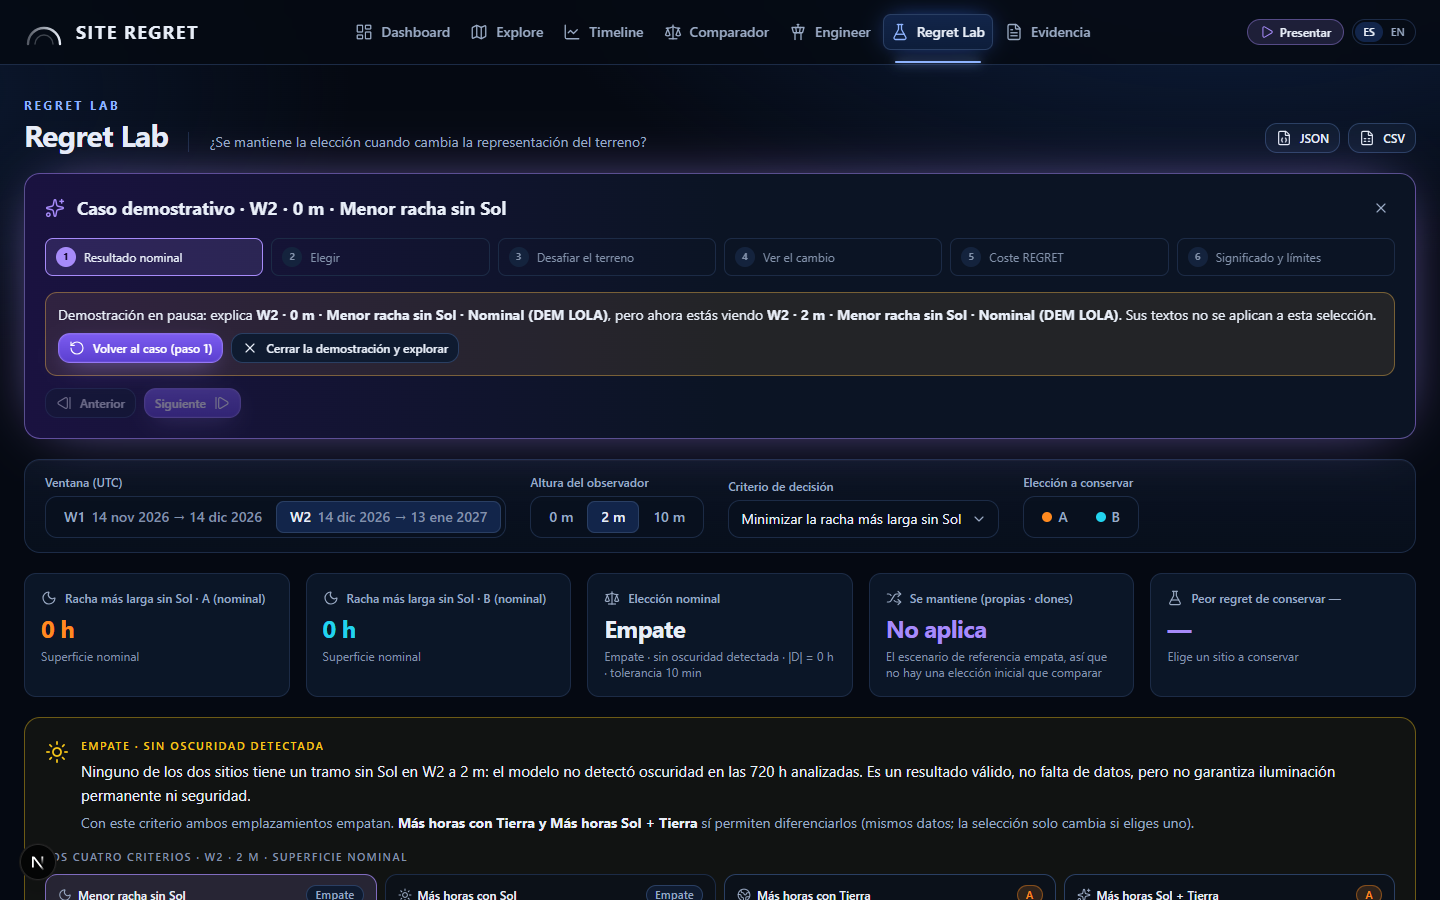 SITE REGRET
Dashboard
Explore
Timeline
Comparador
Engineer
Regret Lab
Evidencia
Presentar
ES
EN
REGRET LAB
Regret Lab
¿Se mantiene la elección cuando cambia la representación del terreno?
JSON
CSV
Caso demostrativo · W2 · 0 m · Menor racha sin Sol
1 Resultado nominal
2 Elegir
3 Desafiar el terreno
4 Ver el cambio
5 Coste REGRET
6 Significado y límites
Demostración en pausa: explica W2 · 0 m · Menor racha sin Sol · Nominal (DEM LOLA), pero ahora estás viendo W2 · 2 m · Menor racha sin Sol · Nominal (DEM LOLA). Sus textos no se aplican a esta selección.
Volver al caso (paso 1)
Cerrar la demostración y explorar
Anterior
Siguiente
Ventana (UTC)
W1 14 nov 2026 → 14 dic 2026
W2 14 dic 2026 → 13 ene 2027
Altura del observador
0 m
2 m
10 m
Criterio de decisión
Minimizar la racha más larga sin Sol
Elección a conservar
A
B
Racha más larga sin Sol · A (nominal)
0 h
Superficie nominal
Racha más larga sin Sol · B (nominal)
0 h
Superficie nominal
Elección nominal
Empate
Empate · sin oscuridad detectada · |D| = 0 h
· tolerancia 10 min
Se mantiene (propias · clones)
No aplica
El escenario de referencia empata, así que
no hay una elección inicial que comparar
Peor regret de conservar —
—
Elige un sitio a conservar
EMPATE · SIN OSCURIDAD DETECTADA
Ninguno de los dos sitios tiene un tramo sin Sol en W2 a 2 m: el modelo no detectó oscuridad en las 720 h analizadas. Es un resultado válido, no falta de datos, pero no garantiza iluminación
permanente ni seguridad.
Con este criterio ambos emplazamientos empatan. Más horas con Tierra y Más horas Sol + Tierra sí permiten diferenciarlos (mismos datos; la selección solo cambia si eliges uno).
N
OS CUATRO CRITERIOS · W2 · 2 M · SUPERFICIE NOMINAL
Menor racha sin Sol
Empate
Más horas con Sol
Empate
Más horas con Tierra
A
Más horas Sol + Tierra
A